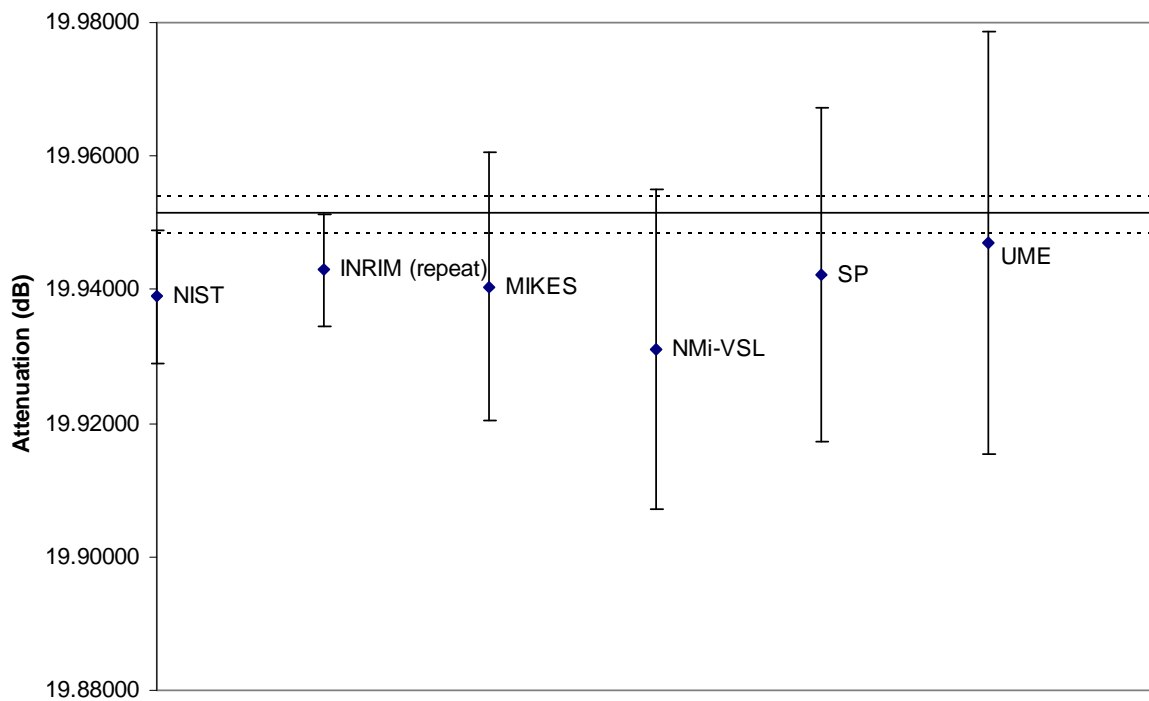 19.98000
19.96000
19.94000
19.92000
19.90000
19.88000
Attenuation (dB)
NIST
INRIM (repeat)
MIKES
NMi-VSL
SP
UME